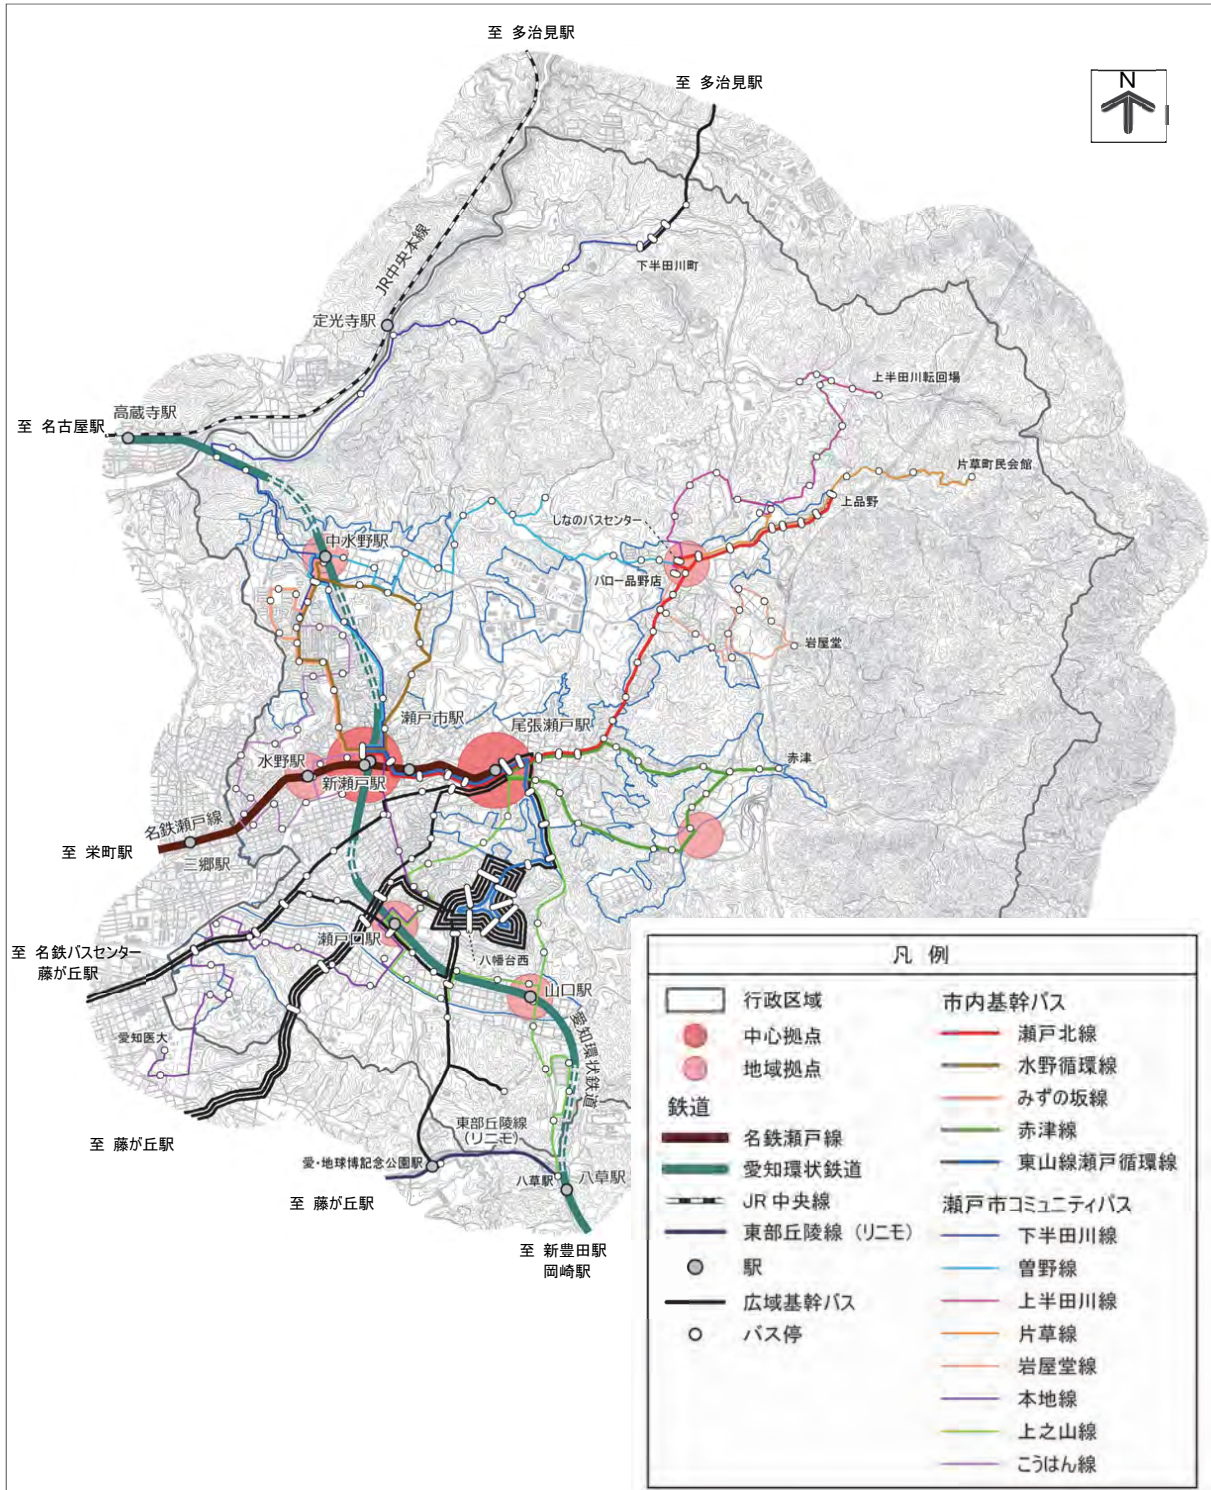 至 多治見駅
至 多治見駅
N
JR中央本線
下半田川町
定光寺駅
上半田川転回場
高蔵寺駅
至 名古屋駅
片草町民会館
上品野
しなのバスセンター
中水野駅
バロー品野店
岩屋堂
瀬戸市駅
尾張瀬戸駅
水野駅
赤津
新瀬戸駅
名鉄瀬戸線
至 栄町駅
三郷駅
瀬戸口駅
至 名鉄バスセンター
藤が丘駅
八幡台西
山口駅
愛知環状鉄道
愛知医大
至 藤が丘駅
東部丘陵線
(リニモ)
愛・地球博記念公園駅
八草駅
八草駅
至 藤が丘駅
至 新豊田駅
岡崎駅
凡 例
行政区域
中心拠点
地域拠点
鉄道
名鉄瀬戸線
愛知環状鉄道
JR 中央線
東部丘陵線（リニモ）
駅
広域基幹バス
バス停
市内基幹バス
瀬戸北線
水野循環線
みずの坂線
赤津線
東山線瀬戸循環線
瀬戸市コミュニティバス
下半田川線
曽野線
上半田川線
片草線
岩屋堂線
本地線
上之山線
こうはん線